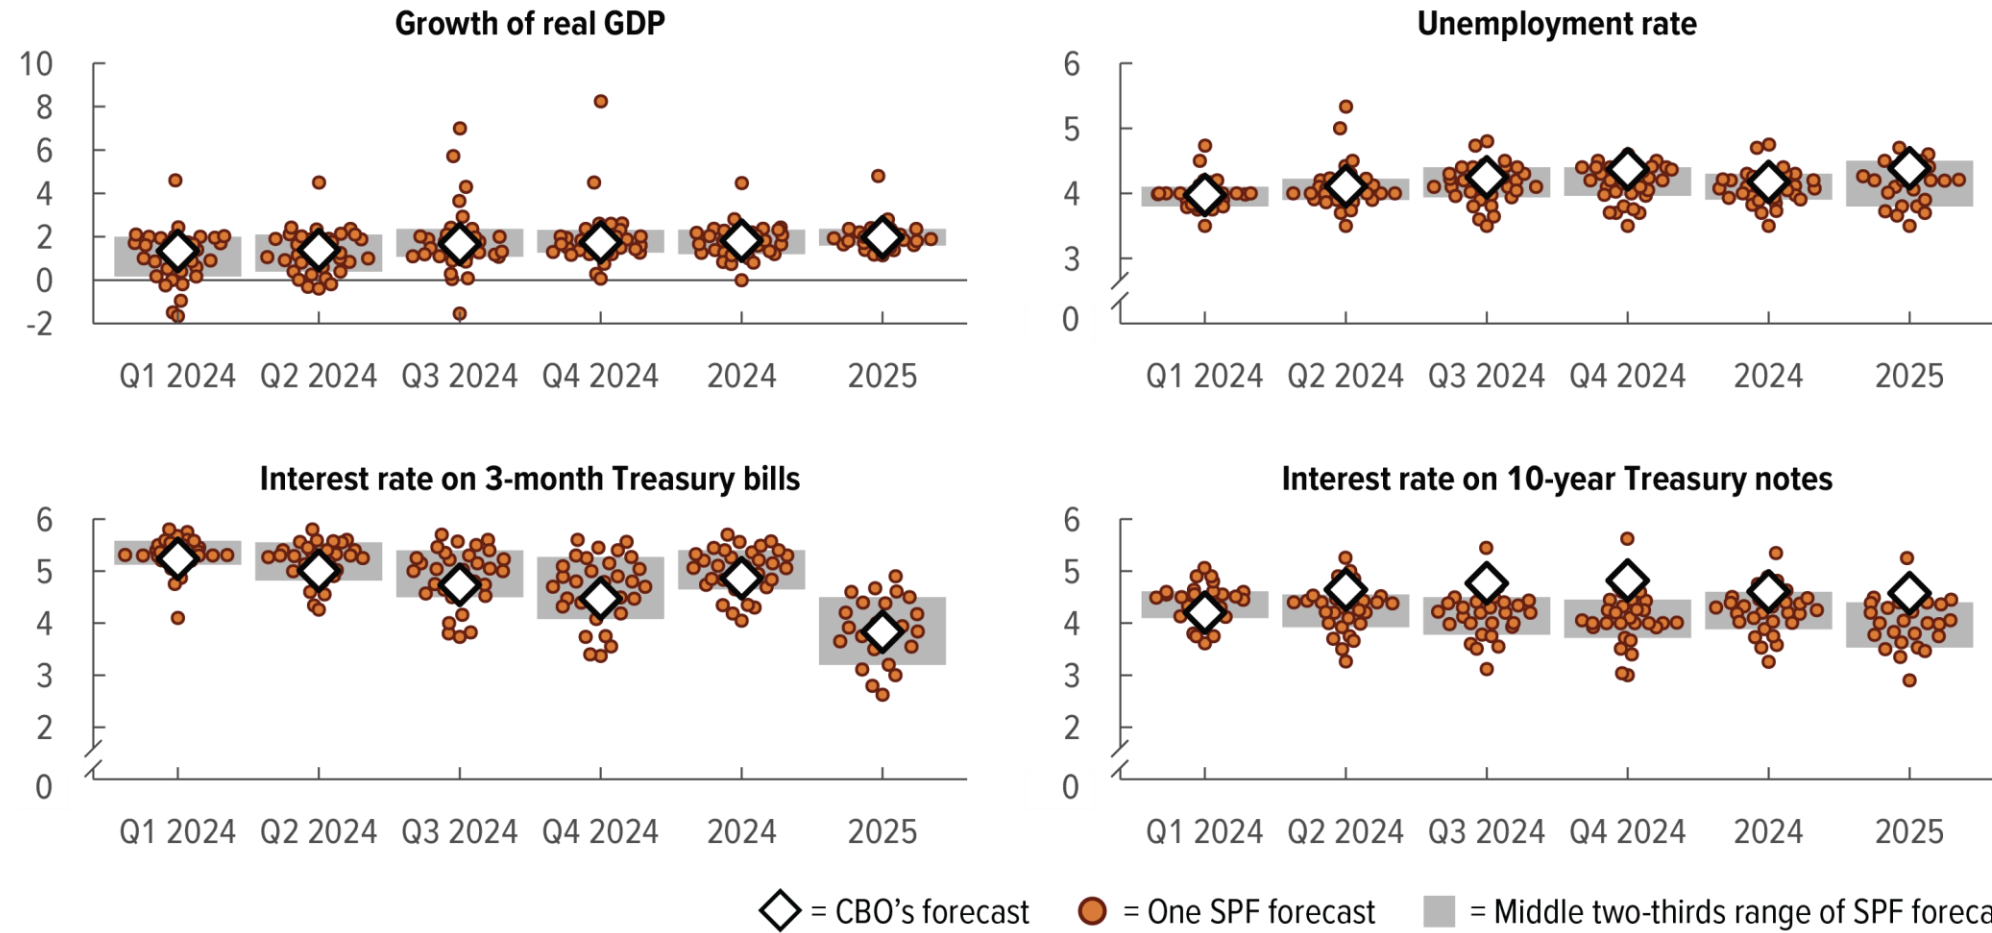 Growth of real GDP
10
8
6
4
2
0
-2
Q1 2024 Q2 2024 Q3 2024 Q4 2024 2024 2025
Unemployment rate
6
5
4
3
0
Q1 2024 Q2 2024 Q3 2024 Q4 2024 2024 2025
Interest rate on 3-month Treasury bills
6
5
4
3
2
0
Q1 2024 Q2 2024 Q3 2024 Q4 2024 2024 2025
Interest rate on 10-year Treasury notes
6
5
4
3
2
0
Q1 2024 Q2 2024 Q3 2024 Q4 2024 2024 2025
= CBO’s forecast = One SPF forecast = Middle two-thirds range of SPF foreca